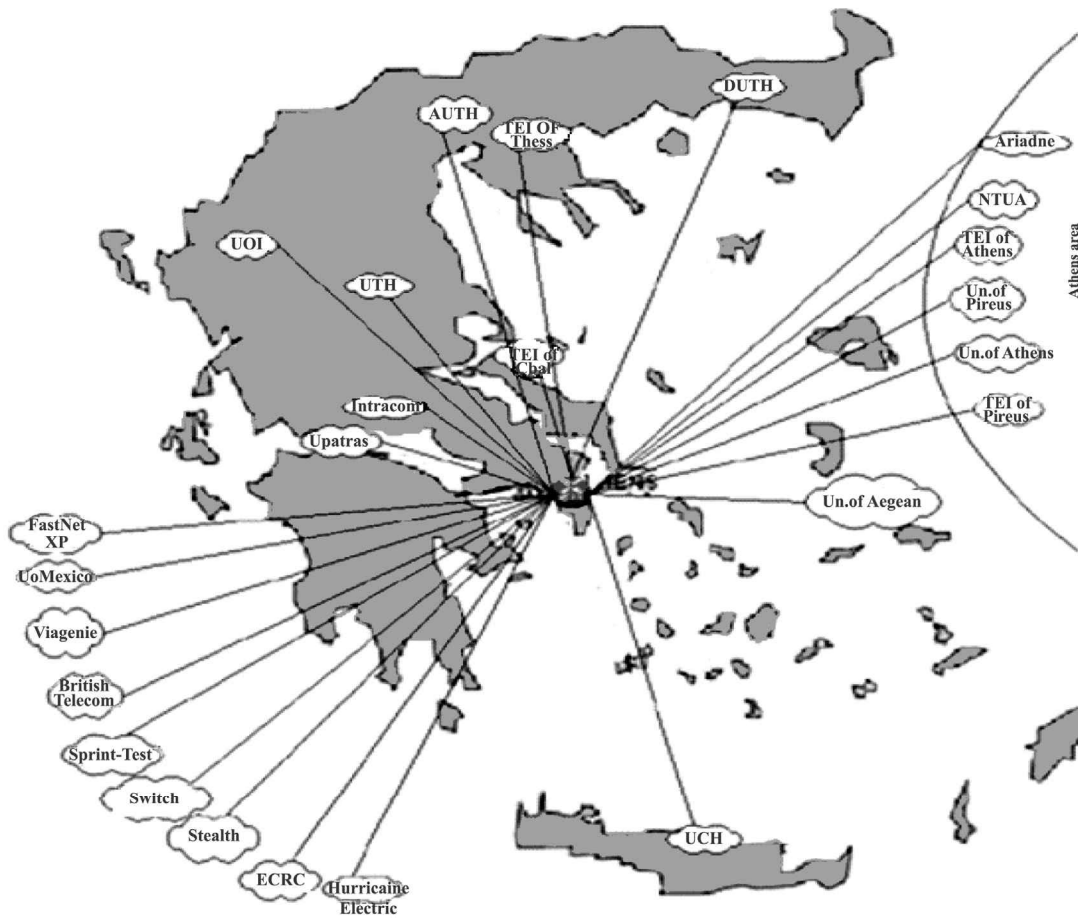 DUTH
AUTH
TEI OF
Thess
Ariadne
NTUA
UOI
TEI of
Athens
Athens area
UTH
Un.of
Pireus
TEI of
Chal
Un.of Athens
Intracom
TEI of
Pireus
Upatras
Un.of Aegean
FastNet
XP
UoMexico
Viagenie
British
Telecom
Sprint-Test
Switch
Stealth
UCH
ECRC
Hurricaine
Electric